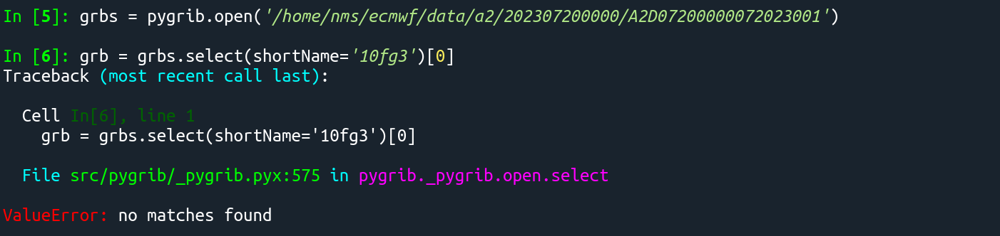 In [5]: grbs = pygrib.open('/home/nms/ecmwf/data/a2/202307200000/A2D07200000072023001')
In [6]: grb = grbs.select(shortName='10fg3')[0]
Traceback (most recent call last):
Cell In[6], line 1
grb = grbs.select(shortName='10fg3')[0]
File src/pygrib/_pygrib.pyx:575 in pygrib._pygrib.open.select
ValueError: no matches found